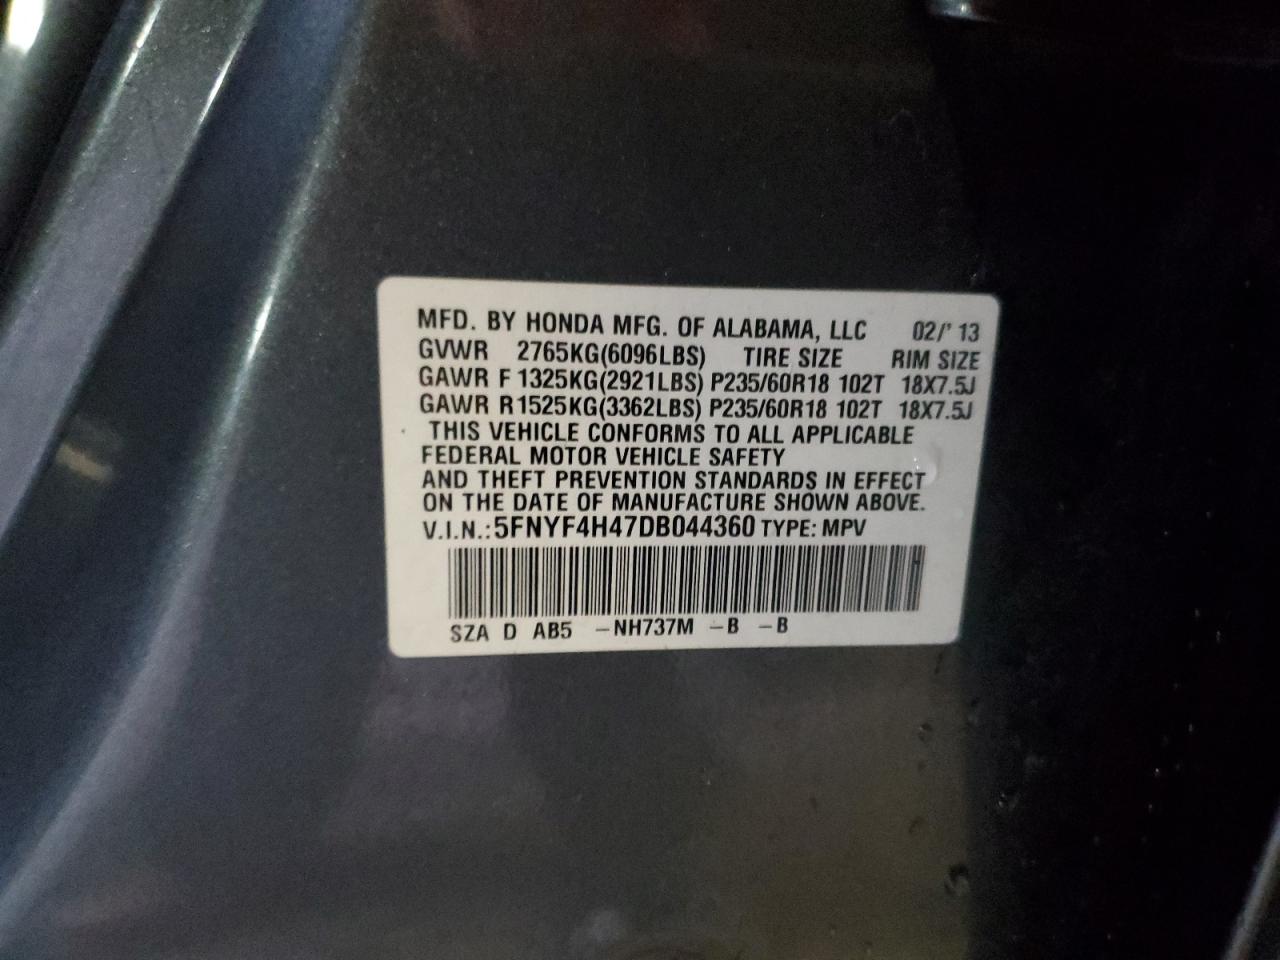 MFD. BY HONDA MFG. OF ALABAMA, LLC 02/' 13
GVWR 2765KG(6096LBS) TIRE SIZE RIM SIZE
GAWR F 1325KG(2921LBS) P235/60R18 102T 18X7.5J
GAWR R1525KG(3362LBS) P235/60R18 102T 18X7.5J
THIS VEHICLE CONFORMS TO ALL APPLICABLE
FEDERAL MOTOR VEHICLE SAFETY
AND THEFT PREVENTION STANDARDS IN EFFECT
ON THE DATE OF MANUFACTURE SHOWN ABOVE.
V.I.N.: 5FNYF4H47DB044360 TYPE: MPV
SZA D AB5 -NH737M -B -B